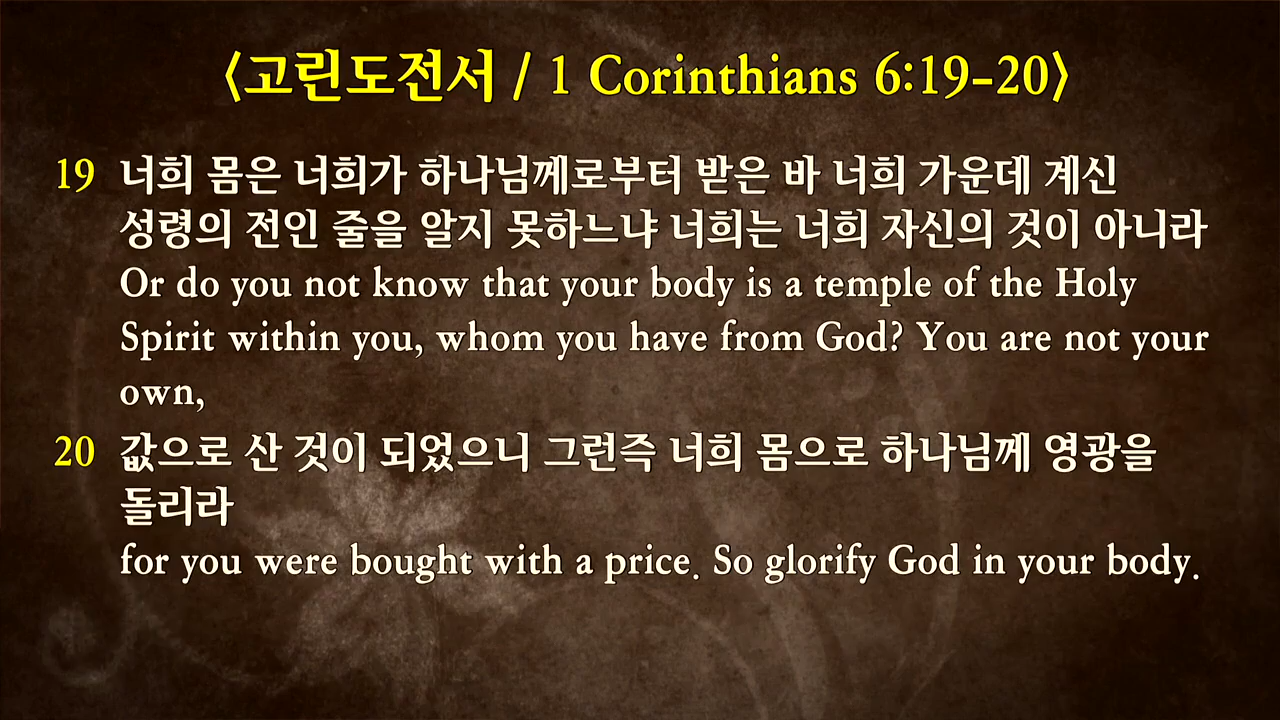 〈고린도전서 / 1 Corinthians 6:19-20〉
19 너희 몸은 너희가 하나님께로부터 받은 바 너희 가운데 계신
성령의 전인 줄을 알지 못하느냐 너희는 너희 자신의 것이 아니라
Or do you not know that your body is a temple of the Holy
Spirit within you, whom you have from God? You are not your
own,
20 값으로 산 것이 되었으니 그런즉 너희 몸으로 하나님께 영광을
돌리라
for you were bought with a price. So glorify God in your body.